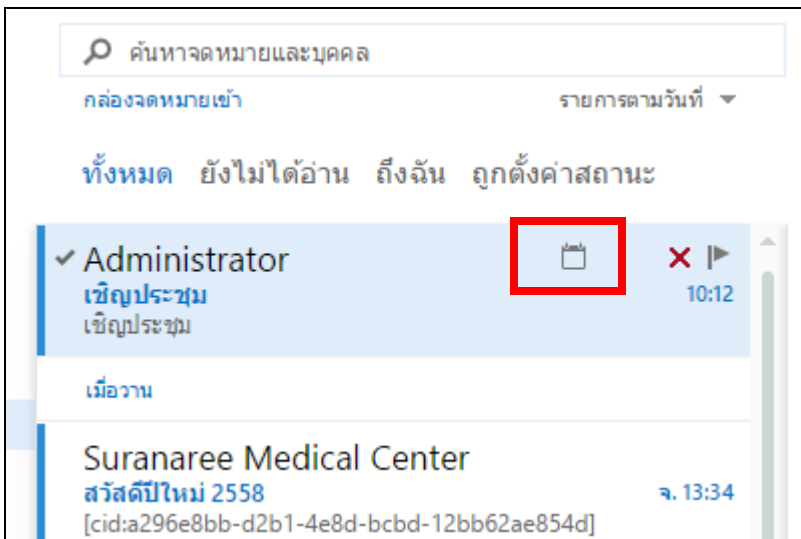 ค้นหาจดหมายและบุคคล
กล่องจดหมายเข้า รายการตามวันที่
ทั้งหมด ยังไม่ได้อ่าน ถึงฉัน ถูกตั้งค่าสถานะ
Administrator
เชิญประชุม 10:12
เชิญประชุม
เมื่อวาน
Suranaree Medical Center
สวัสดีปีใหม่ 2558 จ. 13:34
[cid:a296e8bb-d2b1-4e8d-bcbd-12bb62ae854d]